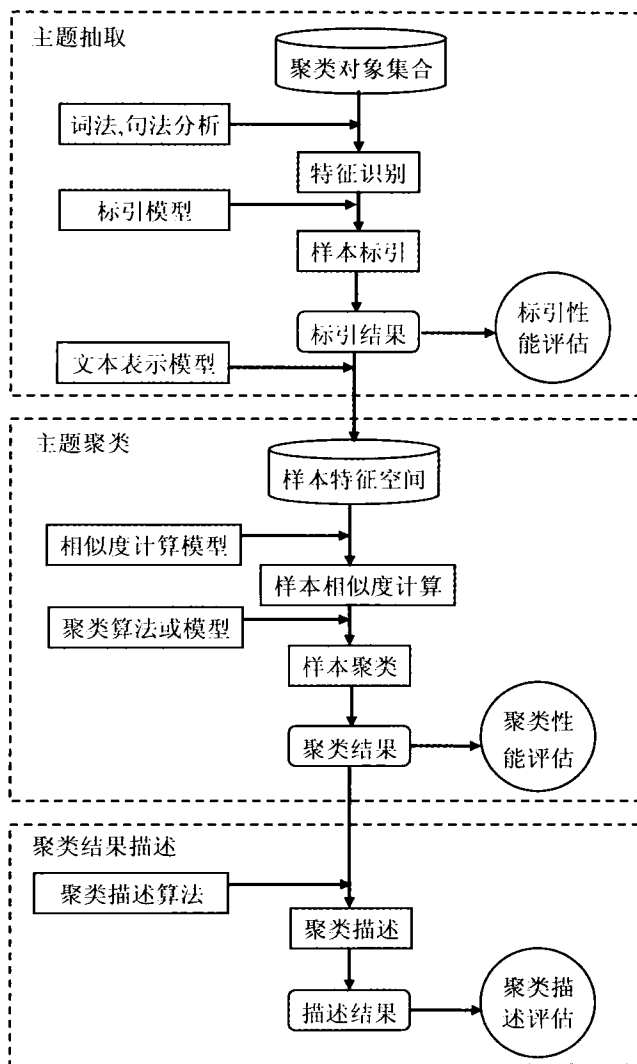 主题抽取
聚类对象集合
词法,句法分析
特征识别
标引模型
样本标引
标引结果
标引性
能评估
文本表示模型
主题聚类
样本特征空间
相似度计算模型
样本相似度计算
聚类算法或模型
样本聚类
聚类结果
聚类性
能评估
聚类结果描述
聚类描述算法
聚类描述
描述结果
聚类描
述评估